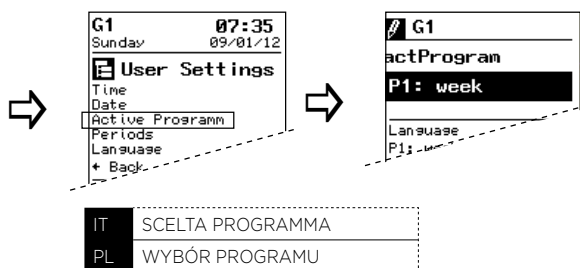 G1 07:35
Sunday 09/01/12
User Settings
Time
Date
Active Programm
Periods
Language
← Back
G1
actProgram
P1: week
Language
P1:
IT SCELTA PROGRAMMA
PL WYBÓR PROGRAMU